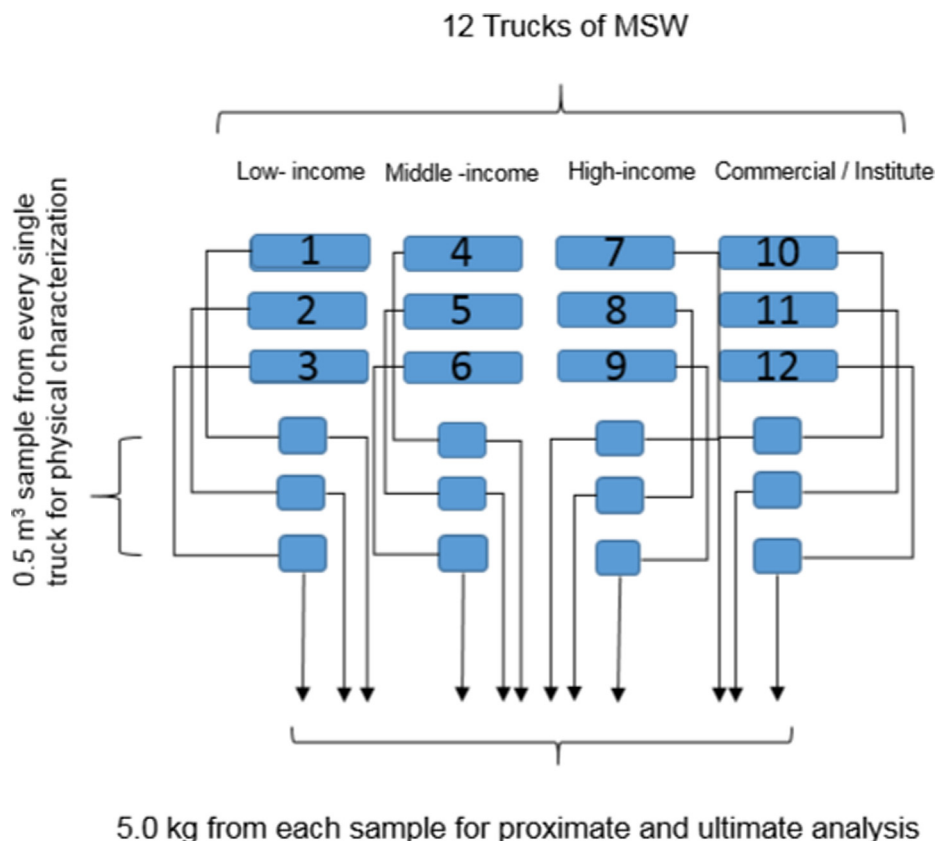 12 Trucks of MSW
Low- income Middle -income High-income Commercial / Institute
0.5 m³ sample from every single
truck for physical characterization
1 4 7 10
2 5 8 11
3 6 9 12
5.0 kg from each sample for proximate and ultimate analysis